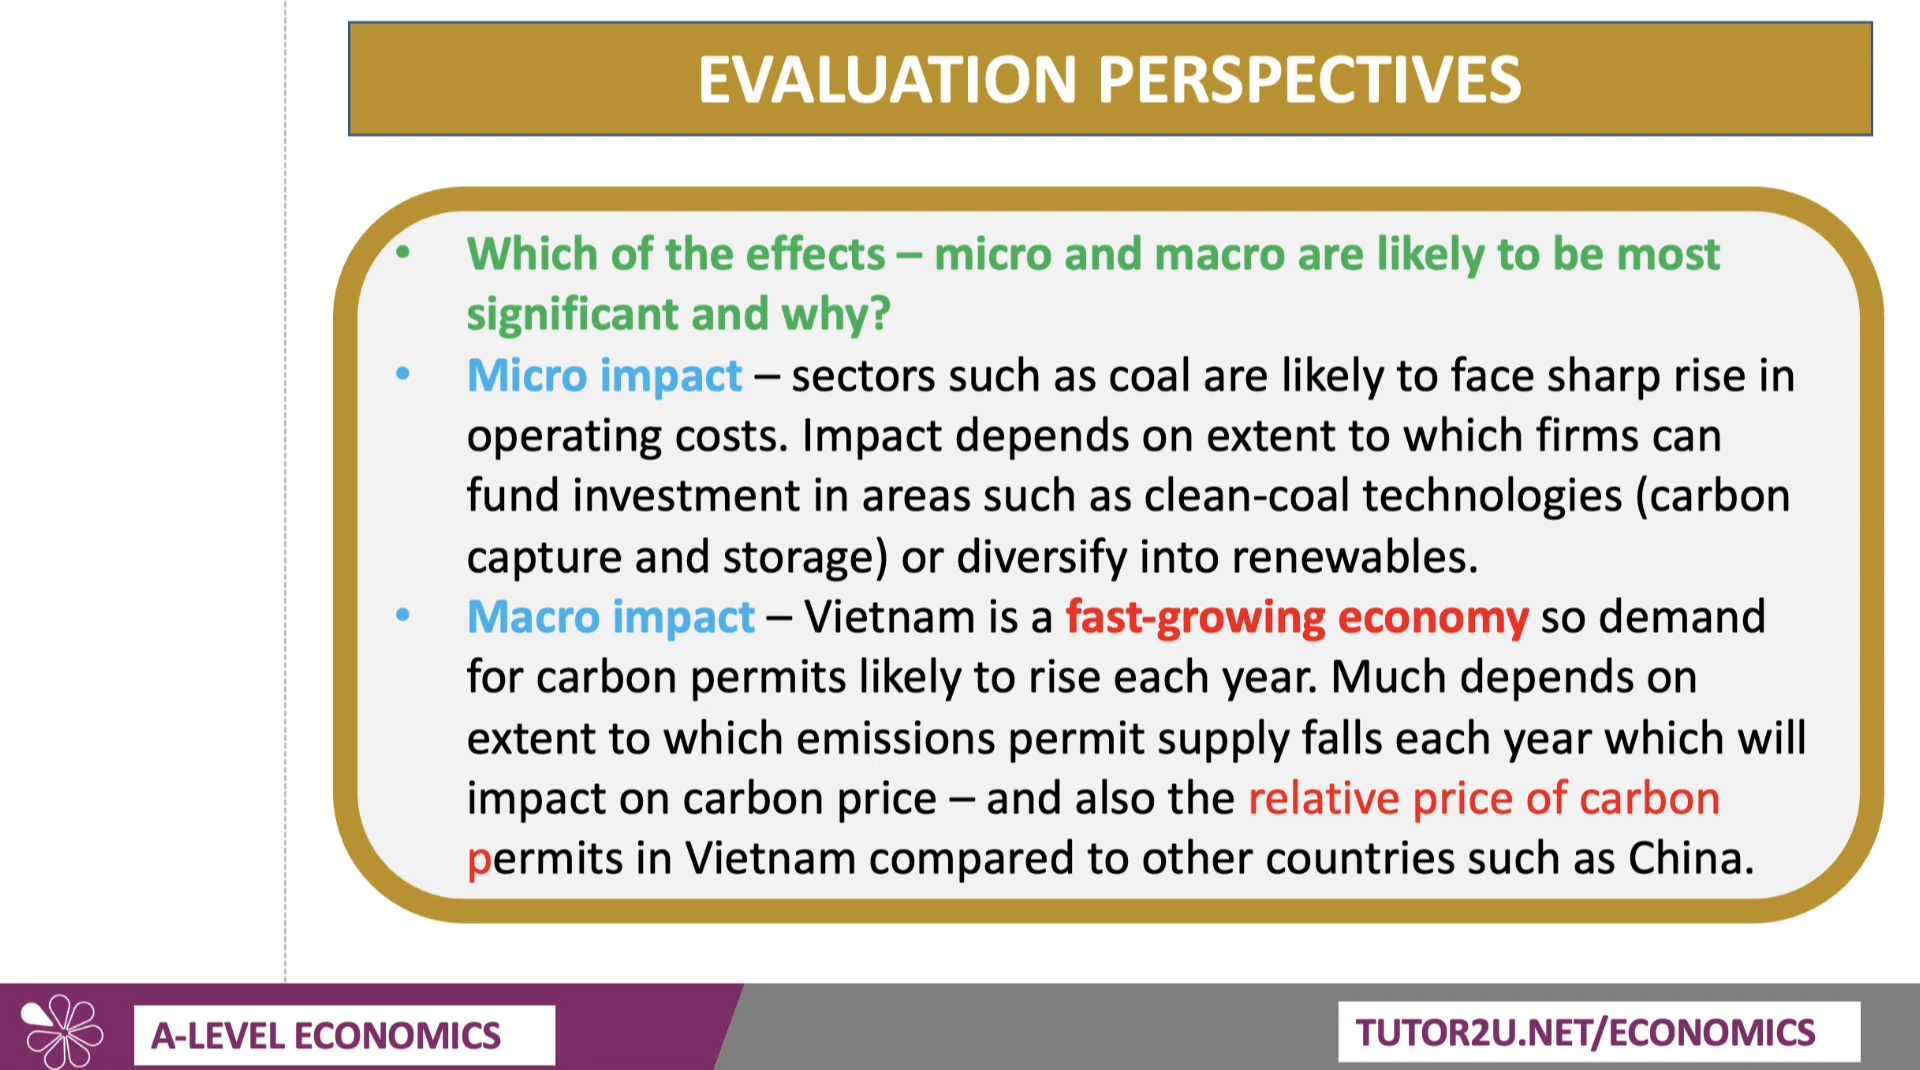 EVALUATION PERSPECTIVES
• Which of the effects – micro and macro are likely to be most
significant and why?
• Micro impact – sectors such as coal are likely to face sharp rise in
operating costs. Impact depends on extent to which firms can
fund investment in areas such as clean-coal technologies (carbon
capture and storage) or diversify into renewables.
• Macro impact – Vietnam is a fast-growing economy so demand
for carbon permits likely to rise each year. Much depends on
extent to which emissions permit supply falls each year which will
impact on carbon price – and also the relative price of carbon
permits in Vietnam compared to other countries such as China.
A-LEVEL ECONOMICS
TUTOR2U.NET/ECONOMICS